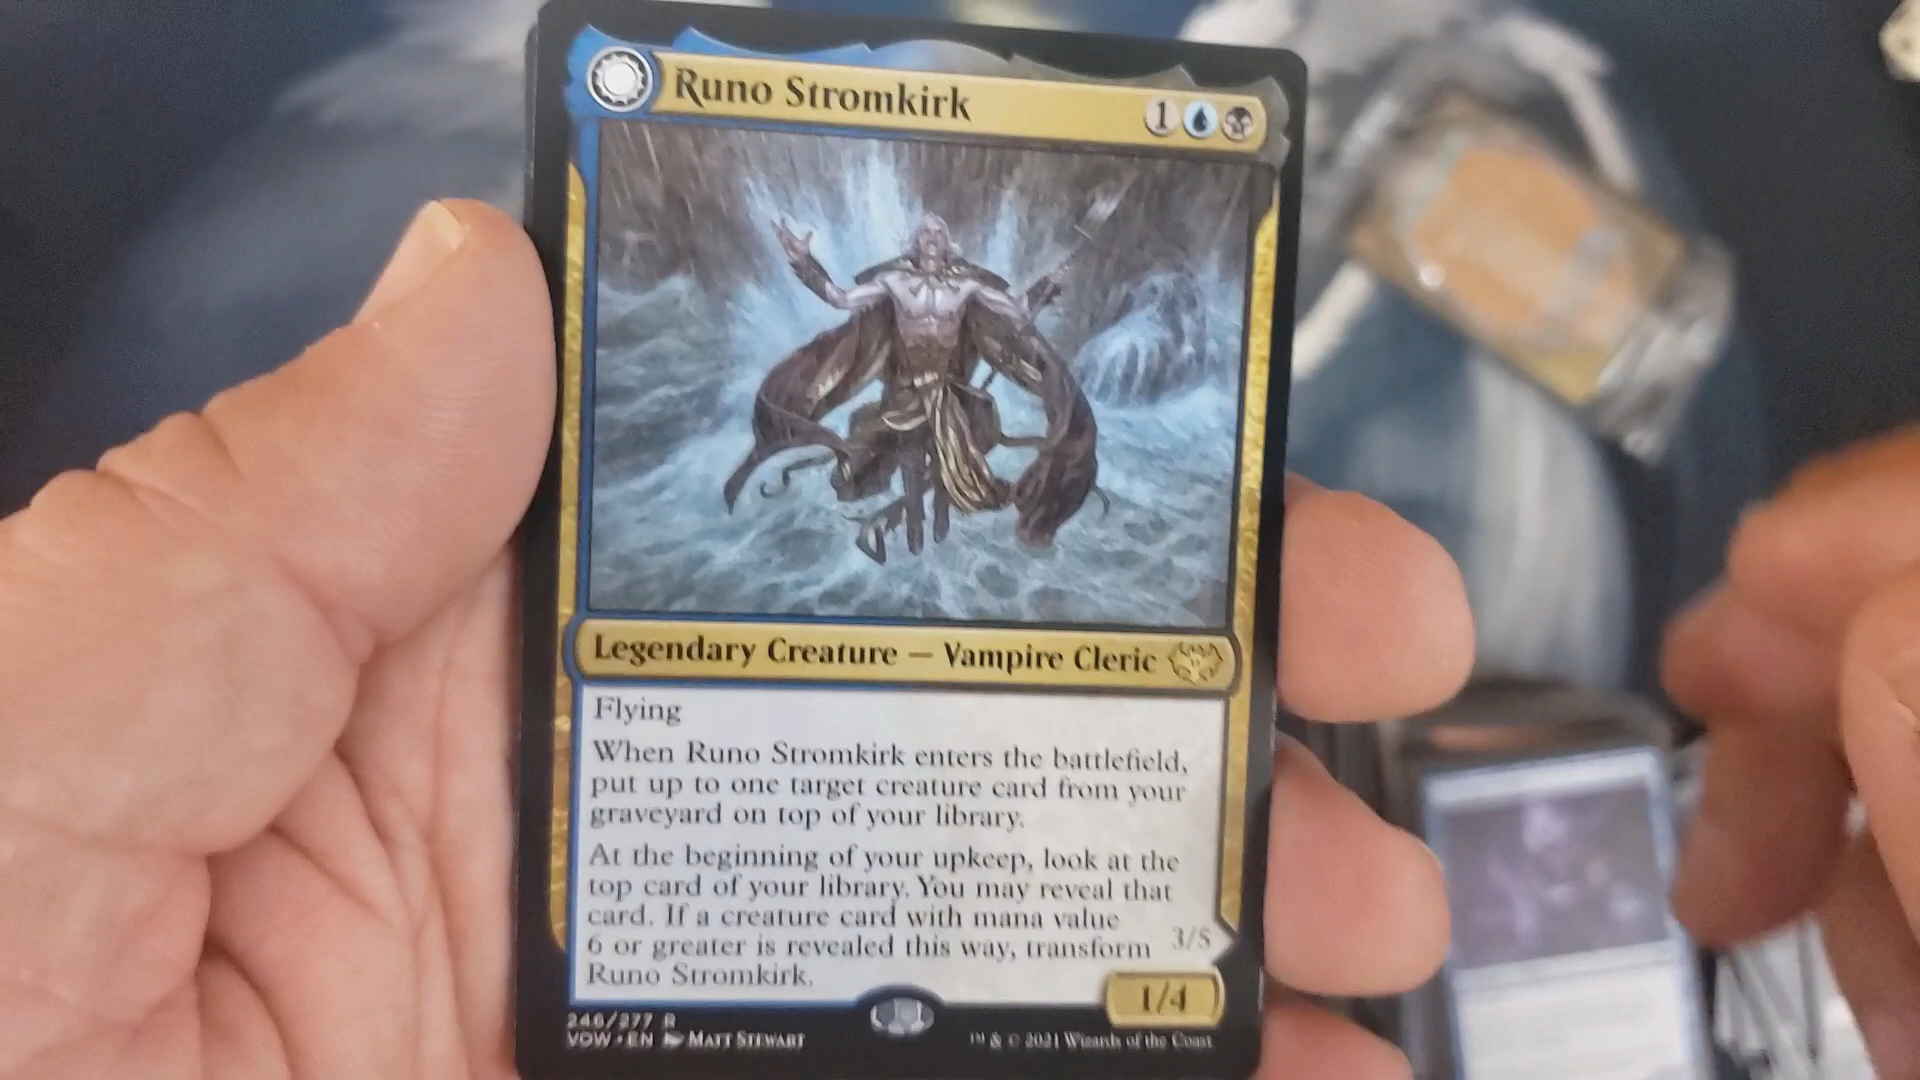 Runo Stromkirk 1
Legendary Creature — Vampire Cleric
Flying
When Runo Stromkirk enters the battlefield,
put up to one target creature card from your
graveyard on top of your library.
At the beginning of your upkeep, look at the
top card of your library. You may reveal that
card. If a creature card with mana value
6 or greater is revealed this way, transform
Runo Stromkirk.
3/5
1/4
246/277 R
VOW • EN Matt Stewart
™ & © 2021 Wizards of the Coast